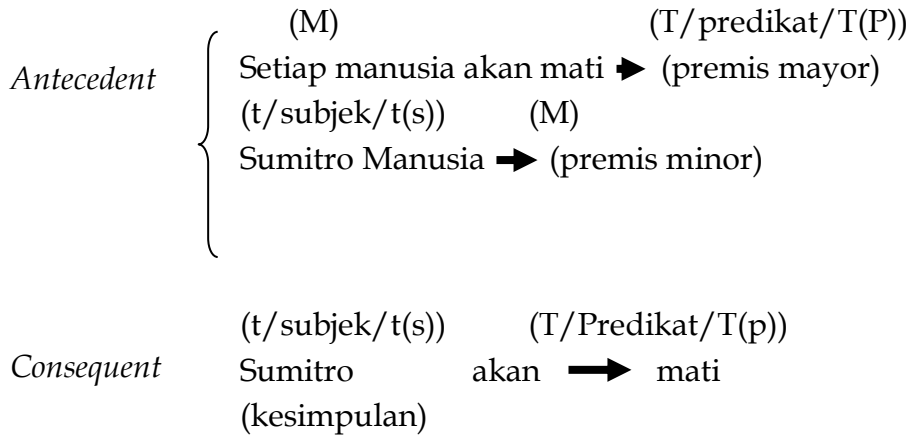 (M) (T/predikat/T(P))
Antecedent Setiap manusia akan mati (premis mayor)
(t/subjek/t(s)) (M)
Sumitro Manusia (premis minor)
(t/subjek/t(s)) (T/Predikat/T(p))
Consequent Sumitro akan mati
(kesimpulan)